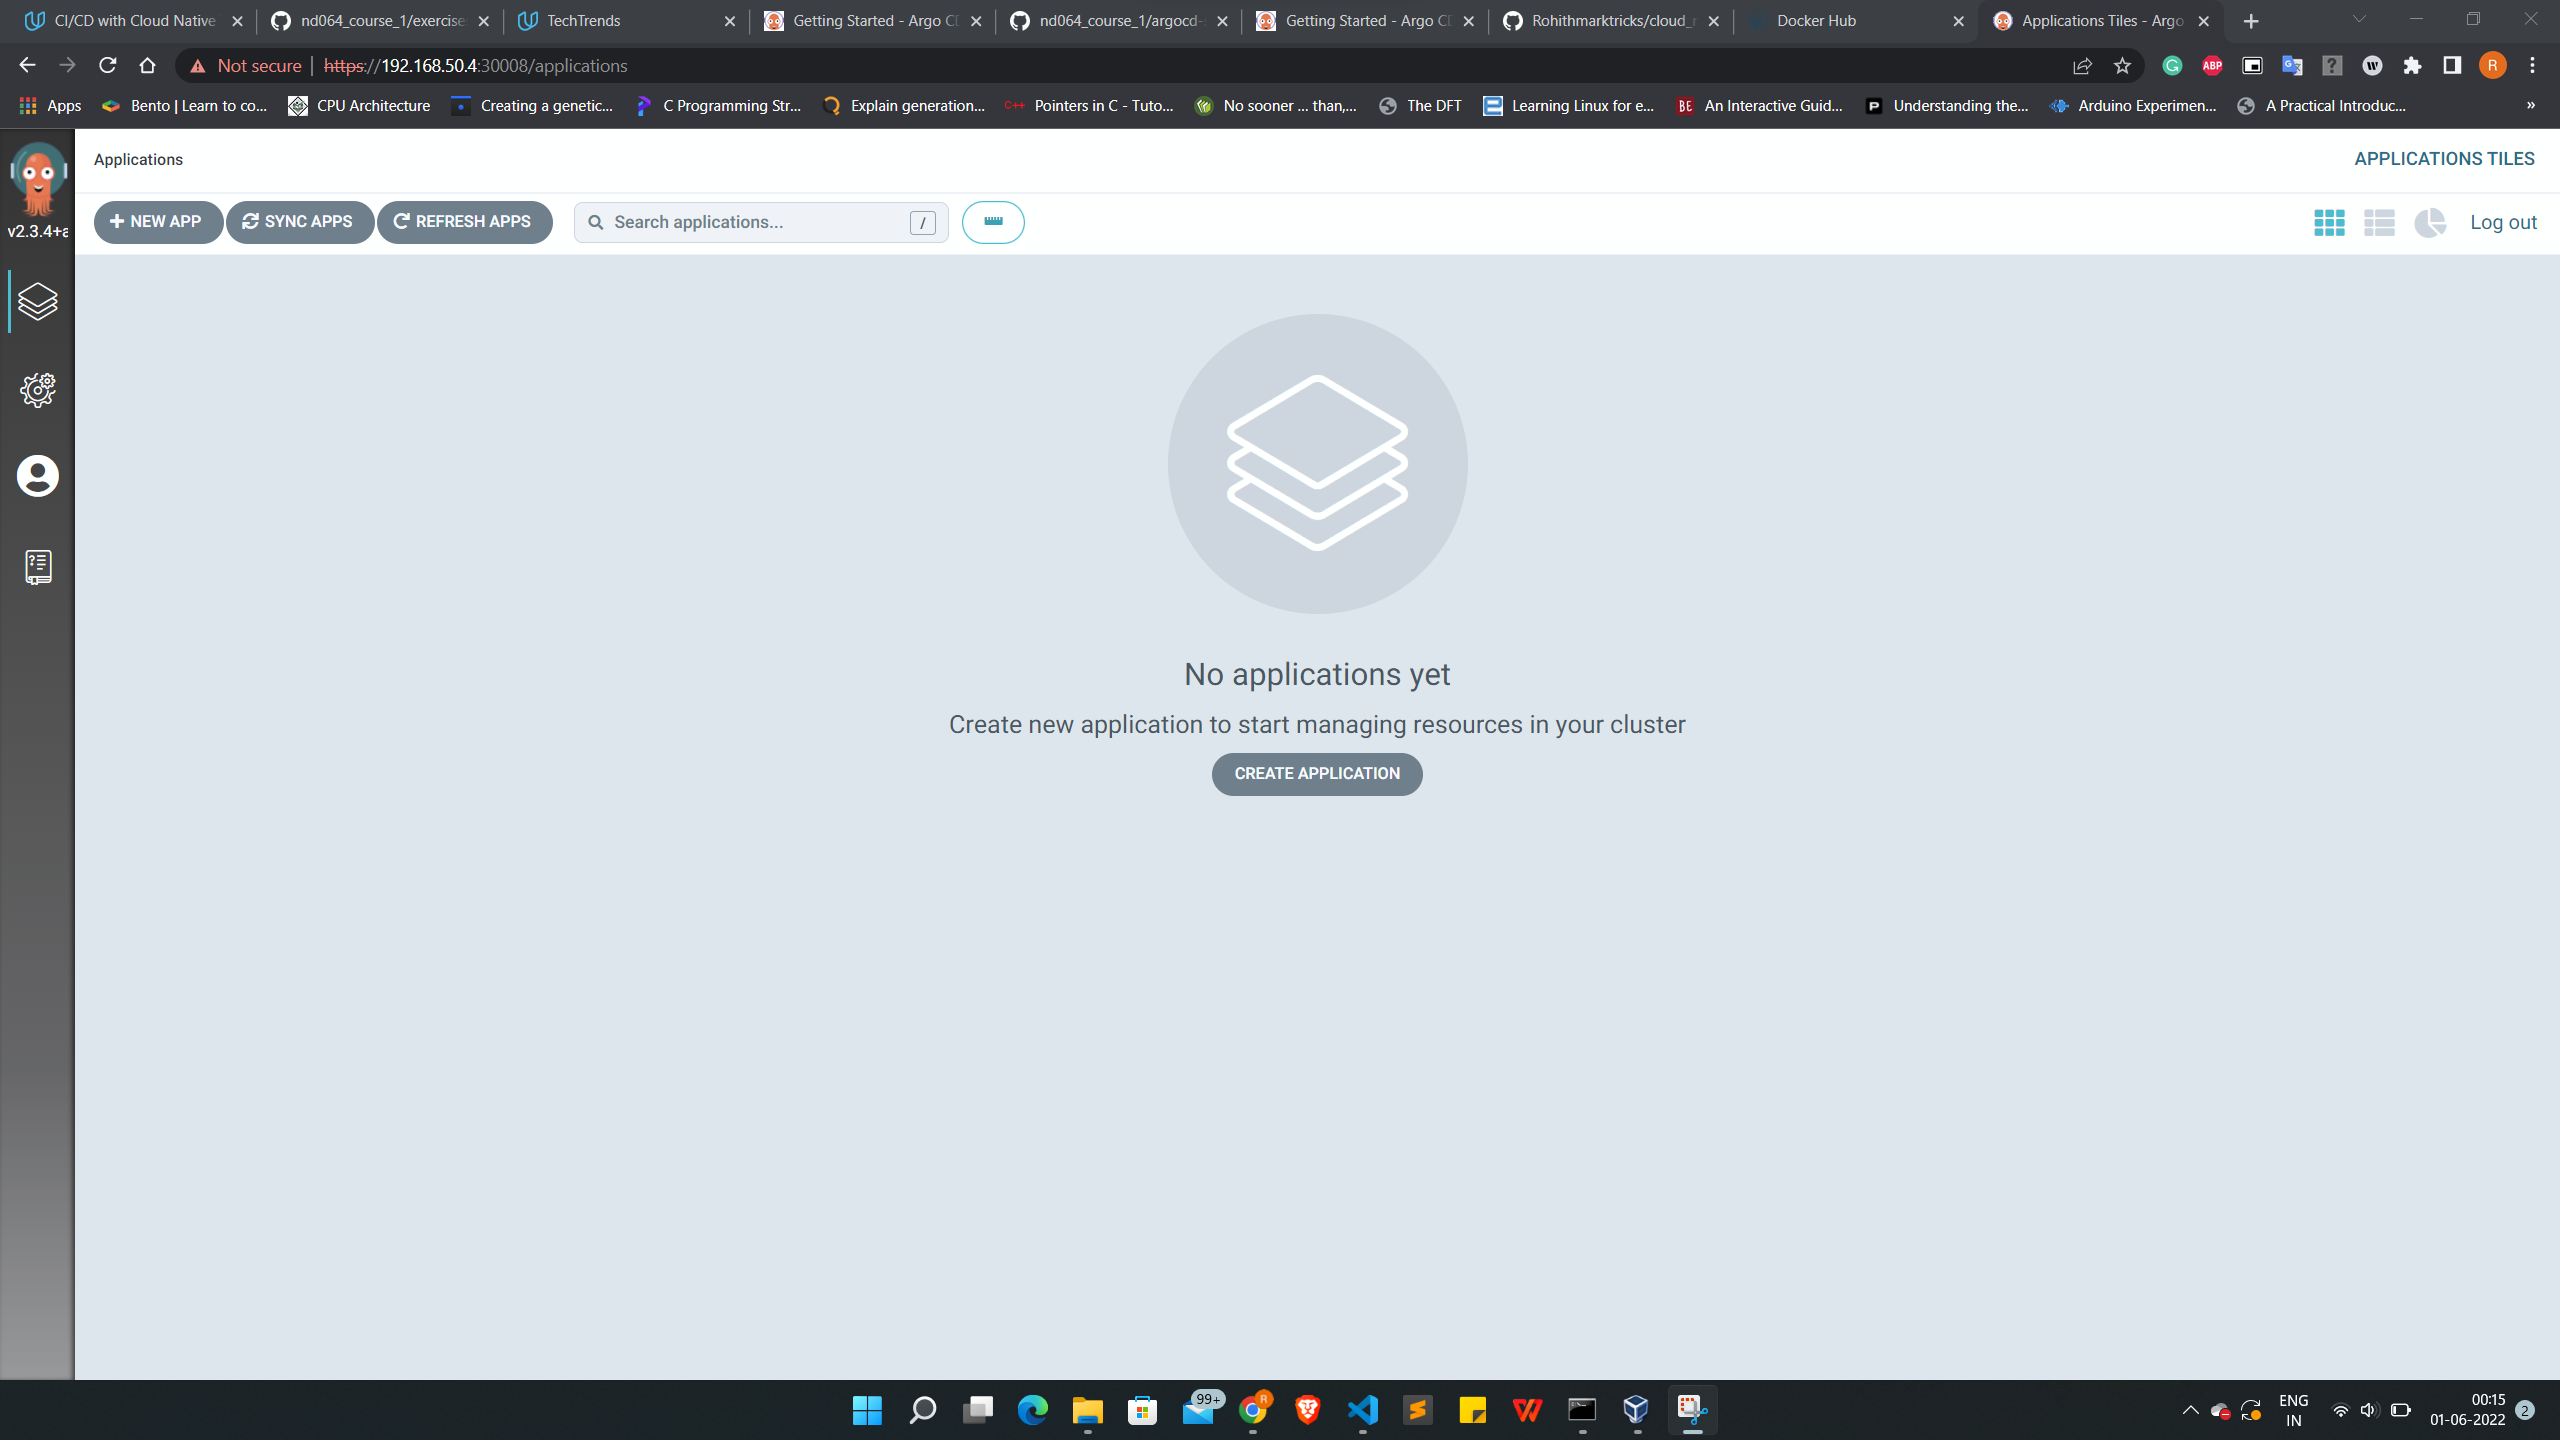 CI/CD with Cloud Native
nd064_course_1/exercise
TechTrends
Getting Started - Argo CD
nd064_course_1/argocd-
Getting Started - Argo CD
Rohithmarktricks/cloud_n
Docker Hub
Applications Tiles - Argo
Not secure
https://192.168.50.4:30008/applications
ABP
R
Apps
Bento | Learn to co...
CPU Architecture
Creating a genetic...
C Programming Str...
Explain generation...
C++
Pointers in C - Tuto...
No sooner ... than,...
The DFT
Learning Linux for e...
BE
An Interactive Guid...
Understanding the...
Arduino Experimen...
A Practical Introduc...
»
Applications
APPLICATIONS TILES
NEW APP
SYNC APPS
REFRESH APPS
Search applications...
/
Log out
v2.3.4+a
No applications yet
Create new application to start managing resources in your cluster
CREATE APPLICATION
99+
R
ENG
IN
00:15
01-06-2022
2